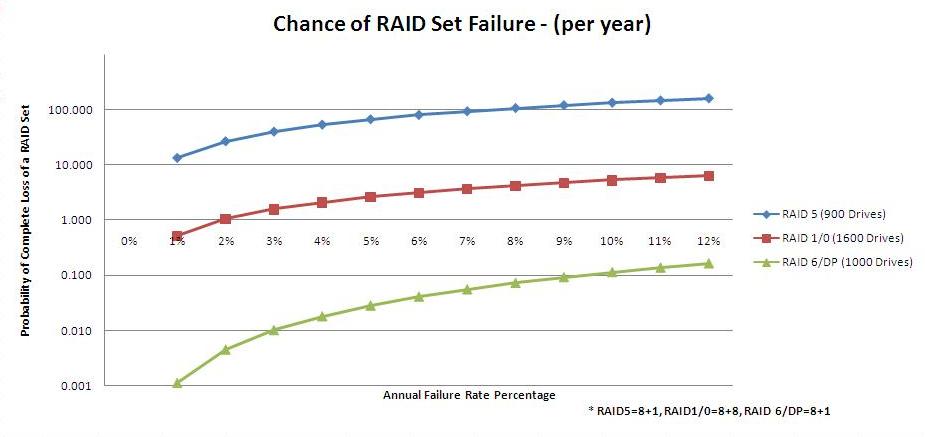 Chance of RAID Set Failure - (per year)
Probability of Complete Loss of a RAID Set
100.000
10.000
1.000
0.100
0.010
0.001
0% 1% 2% 3% 4% 5% 6% 7% 8% 9% 10% 11% 12%
Annual Failure Rate Percentage
RAID 5 (900 Drives)
RAID 1/0 (1600 Drives)
RAID 6/DP (1000 Drives)
* RAID5=8+1, RAID1/0=8+8, RAID 6/DP=8+1